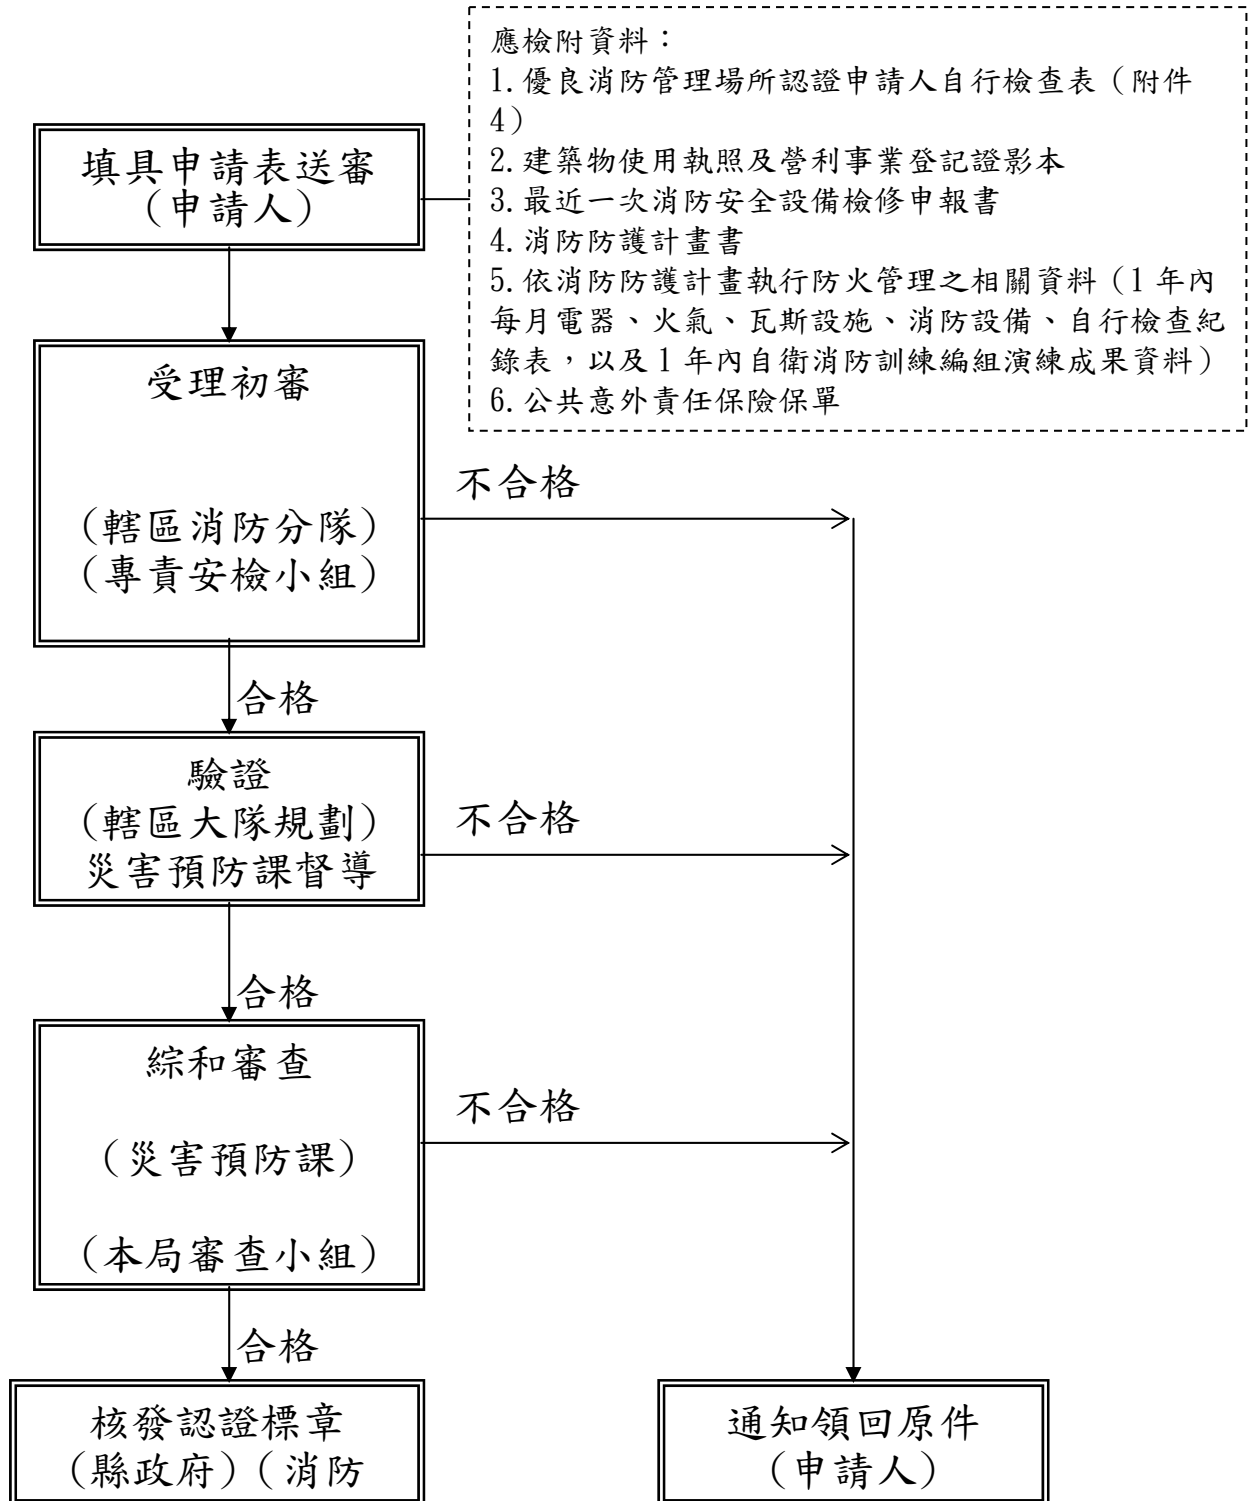 應檢附資料：
1.優良消防管理場所認證申請人自行檢查表（附件
4）
2.建築物使用執照及營利事業登記證影本
3.最近一次消防安全設備檢修申報書
4.消防防護計畫書
5.依消防防護計畫執行防火管理之相關資料（1年內
每月電器、火氣、瓦斯設施、消防設備、自行檢查紀
錄表，以及1年內自衛消防訓練編組演練成果資料）
6.公共意外責任保險保單
填具申請表送審
（申請人）
受理初審
（轄區消防分隊）
（專責安檢小組）
不合格
合格
驗證
（轄區大隊規劃）
災害預防課督導
不合格
合格
綜和審查
（災害預防課）
（本局審查小組）
不合格
合格
核發認證標章
（縣政府）（消防
通知領回原件
（申請人）